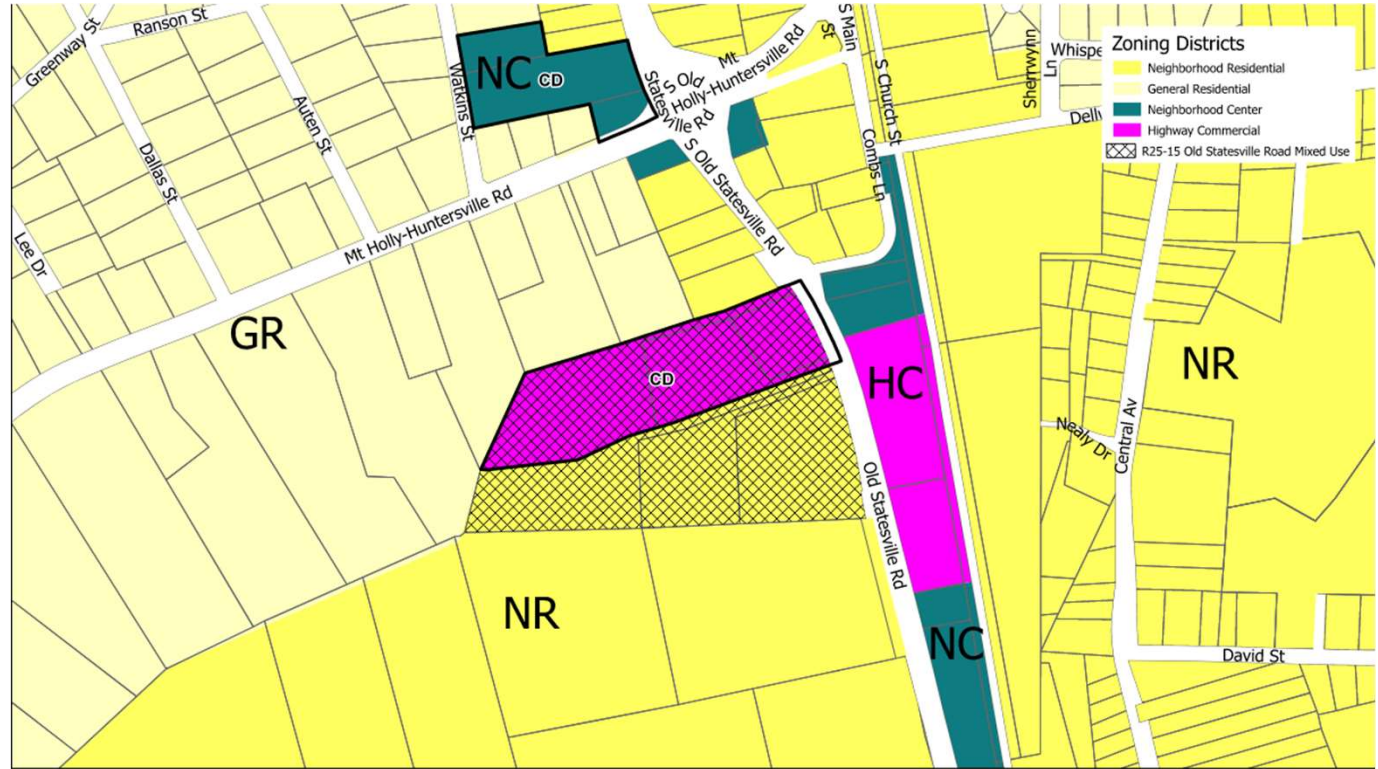 Greenway St
Ranson St
Auten St
Watkins St
Dallas St
Lee Dr
NC CD
S Old
Statesville Rd
Mt
Holly-Huntersville Rd
St
S Main
S Church St
Combs Ln
Sherrwynn
Ln
Whispe
Dellw
Zoning Districts
Neighborhood Residential
General Residential
Neighborhood Center
Highway Commercial
R25-15 Old Statesville Road Mixed Use
Mt Holly-Huntersville Rd
S Old Statesville Rd
GR
CD
HC
NR
Nealy Dr
Central Av
Old Statesville Rd
NR
NC
David St